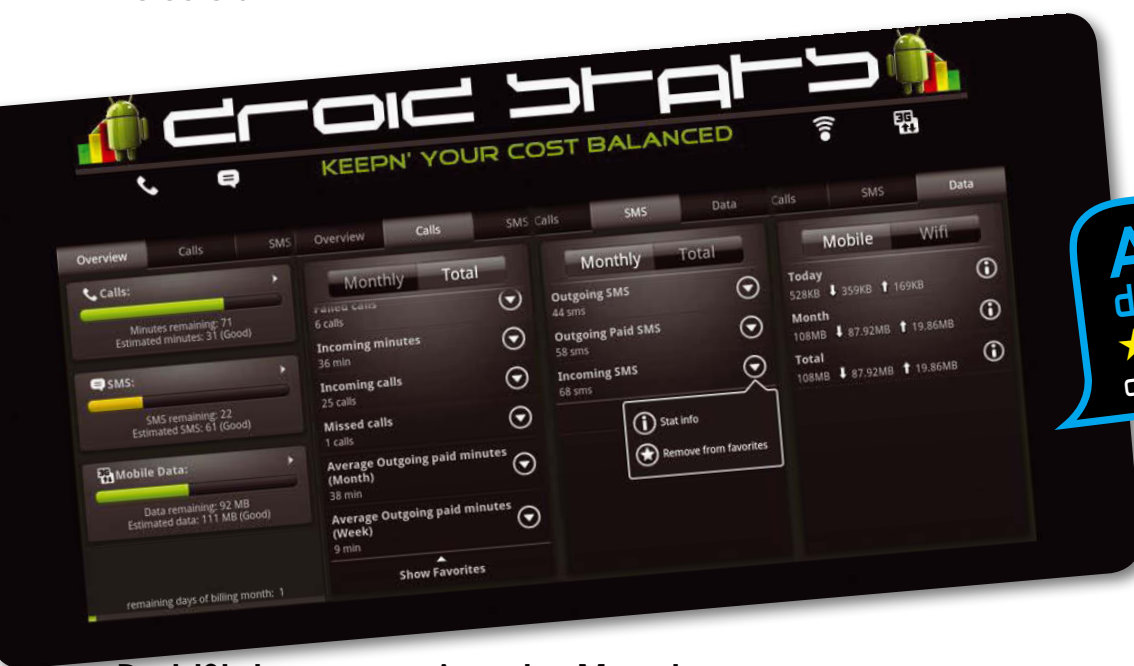 droid stats
KEEPN' YOUR COST BALANCED
3G
Overview
Calls
SMS
Calls:
Minutes remaining: 71
Estimated minutes: 31 (Good)
SMS:
SMS remaining: 22
Estimated SMS: 61 (Good)
3G
Mobile Data:
Data remaining: 92 MB
Estimated data: 111 MB (Good)
remaining days of billing month: 1
Overview
Calls
SMS
Monthly
Total
Failed calls
6 calls
Incoming minutes
36 min
Incoming calls
25 calls
Missed calls
1 calls
Average Outgoing paid minutes
(Month)
38 min
Average Outgoing paid minutes
(Week)
9 min
Show Favorites
Calls
SMS
Data
Monthly
Total
Outgoing SMS
44 sms
Outgoing Paid SMS
58 sms
Incoming SMS
68 sms
Stat info
Remove from favorites
Calls
SMS
Data
Mobile
Wifi
Today
528KB 359KB 169KB
Month
108MB 87.92MB 19.86MB
Total
108MB 87.92MB 19.86MB